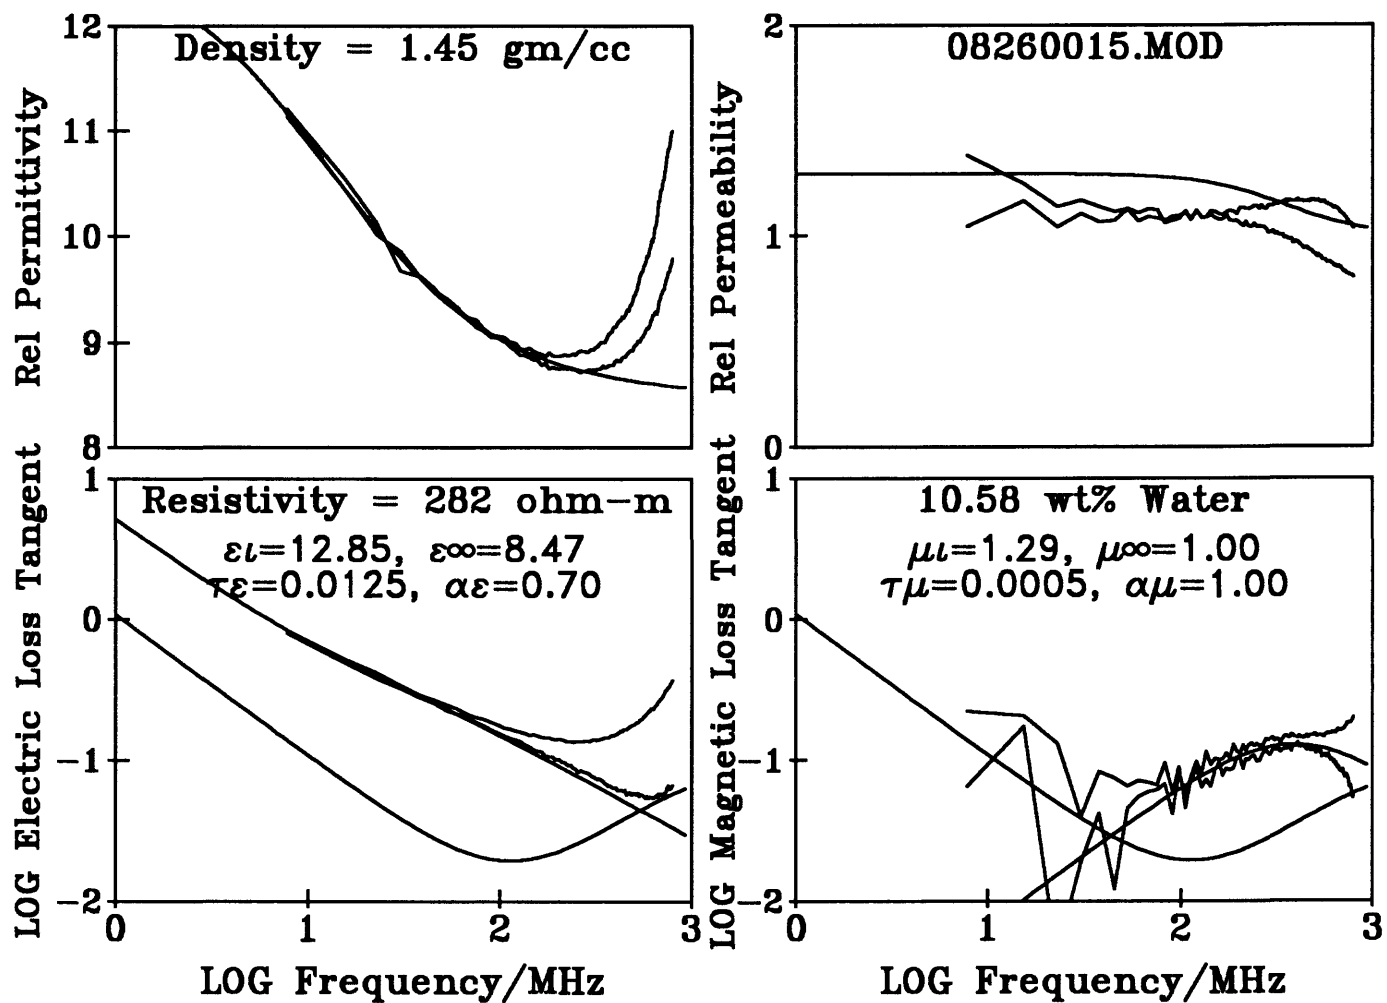 Density = 1.45 gm/cc
12
11
10
9
8
Rel Permittivity
08260015.MOD
2
1
0
Rel Permeability
Resistivity = 282 ohm-m
ει=12.85, ε∞=8.47
τε=0.0125, αε=0.70
1
0
-1
-2
LOG Electric Loss Tangent
0 1 2 3
LOG Frequency/MHz
10.58 wt% Water
μι=1.29, μ∞=1.00
τμ=0.0005, αμ=1.00
1
0
-1
-2
LOG Magnetic Loss Tangent
0 1 2 3
LOG Frequency/MHz